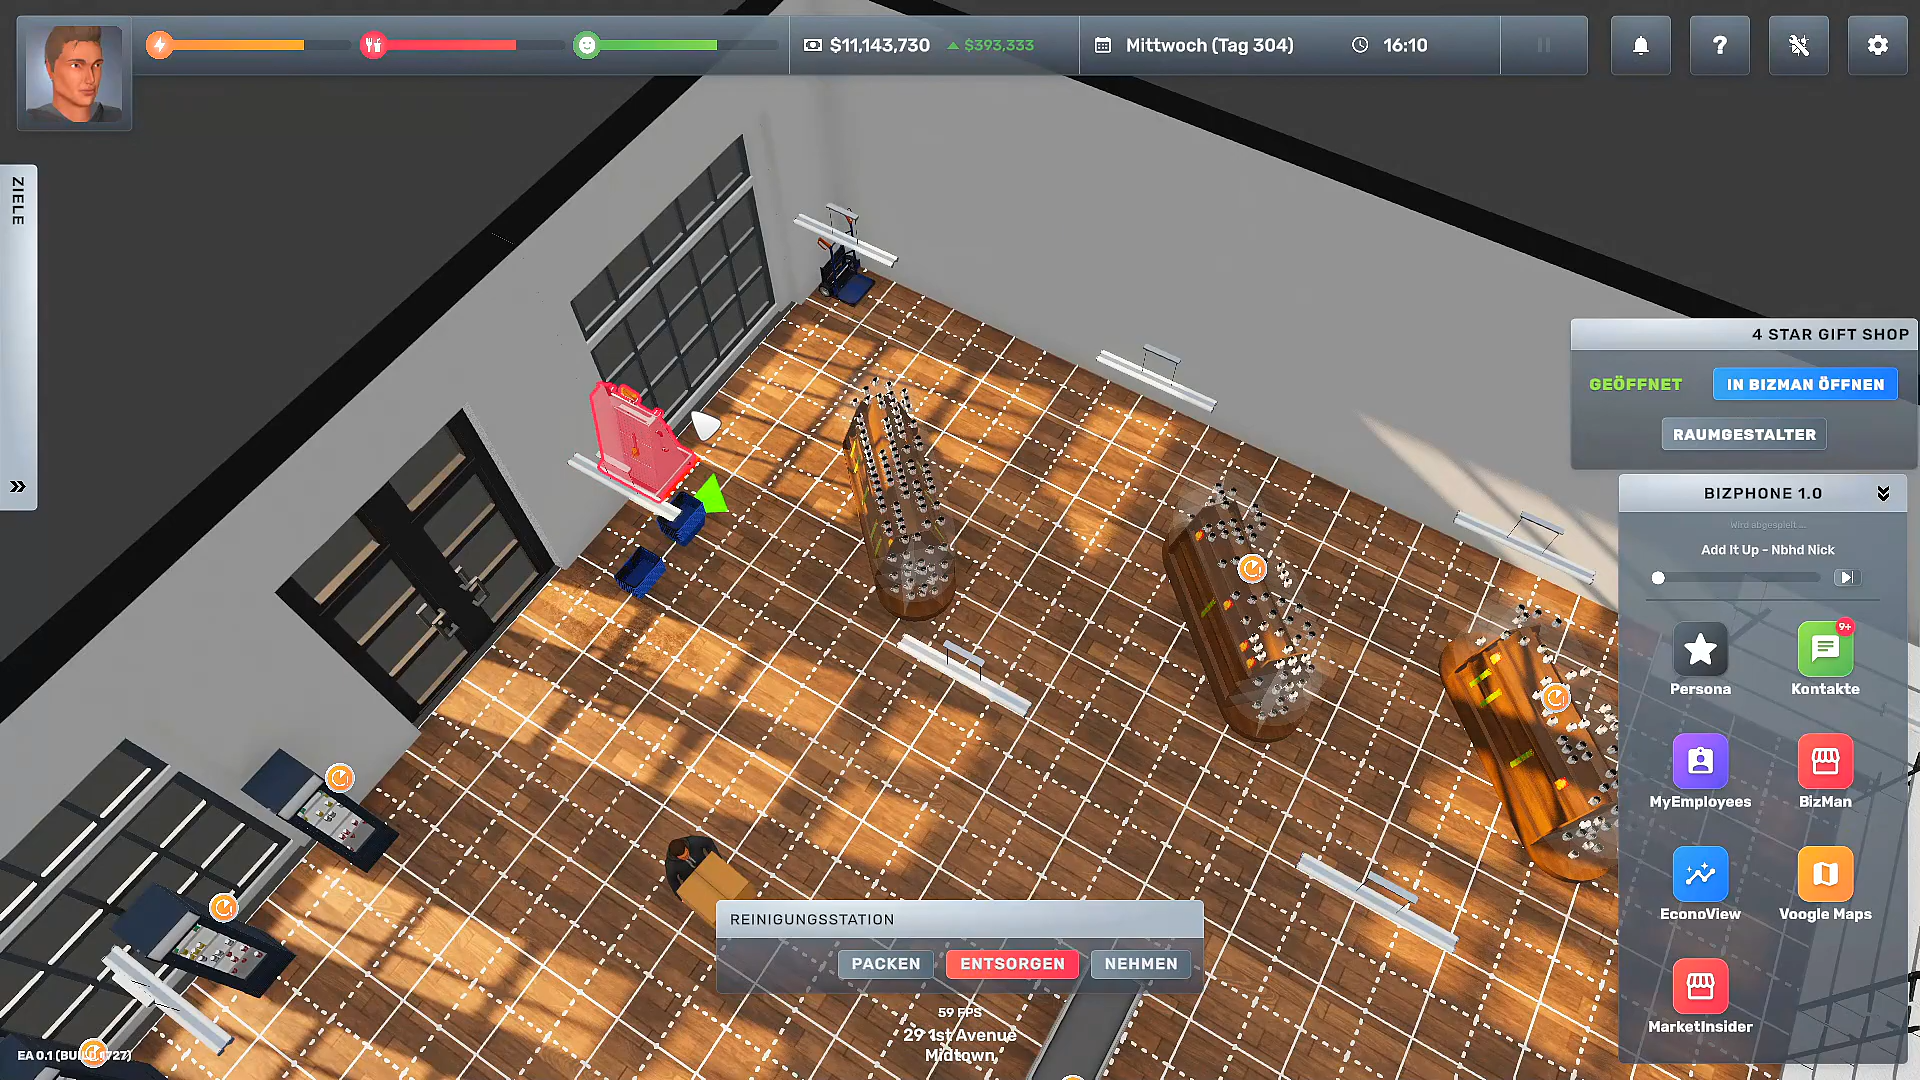 $11,143,730
$393,333
Mittwoch (Tag 304)
16:10
?
ZIELE
4 STAR GIFT SHOP
GEÖFFNET
IN BIZMAN ÖFFNEN
RAUMGESTALTER
BIZPHONE 1.0
Wird abgespielt ...
Add It Up - Nbhd Nick
Persona
9+
Kontakte
MyEmployees
BizMan
EconoView
Voogle Maps
MarketInsider
REINIGUNGSSTATION
PACKEN
ENTSORGEN
NEHMEN
59 FPS
29 1st Avenue
Midtown
EA 0.1